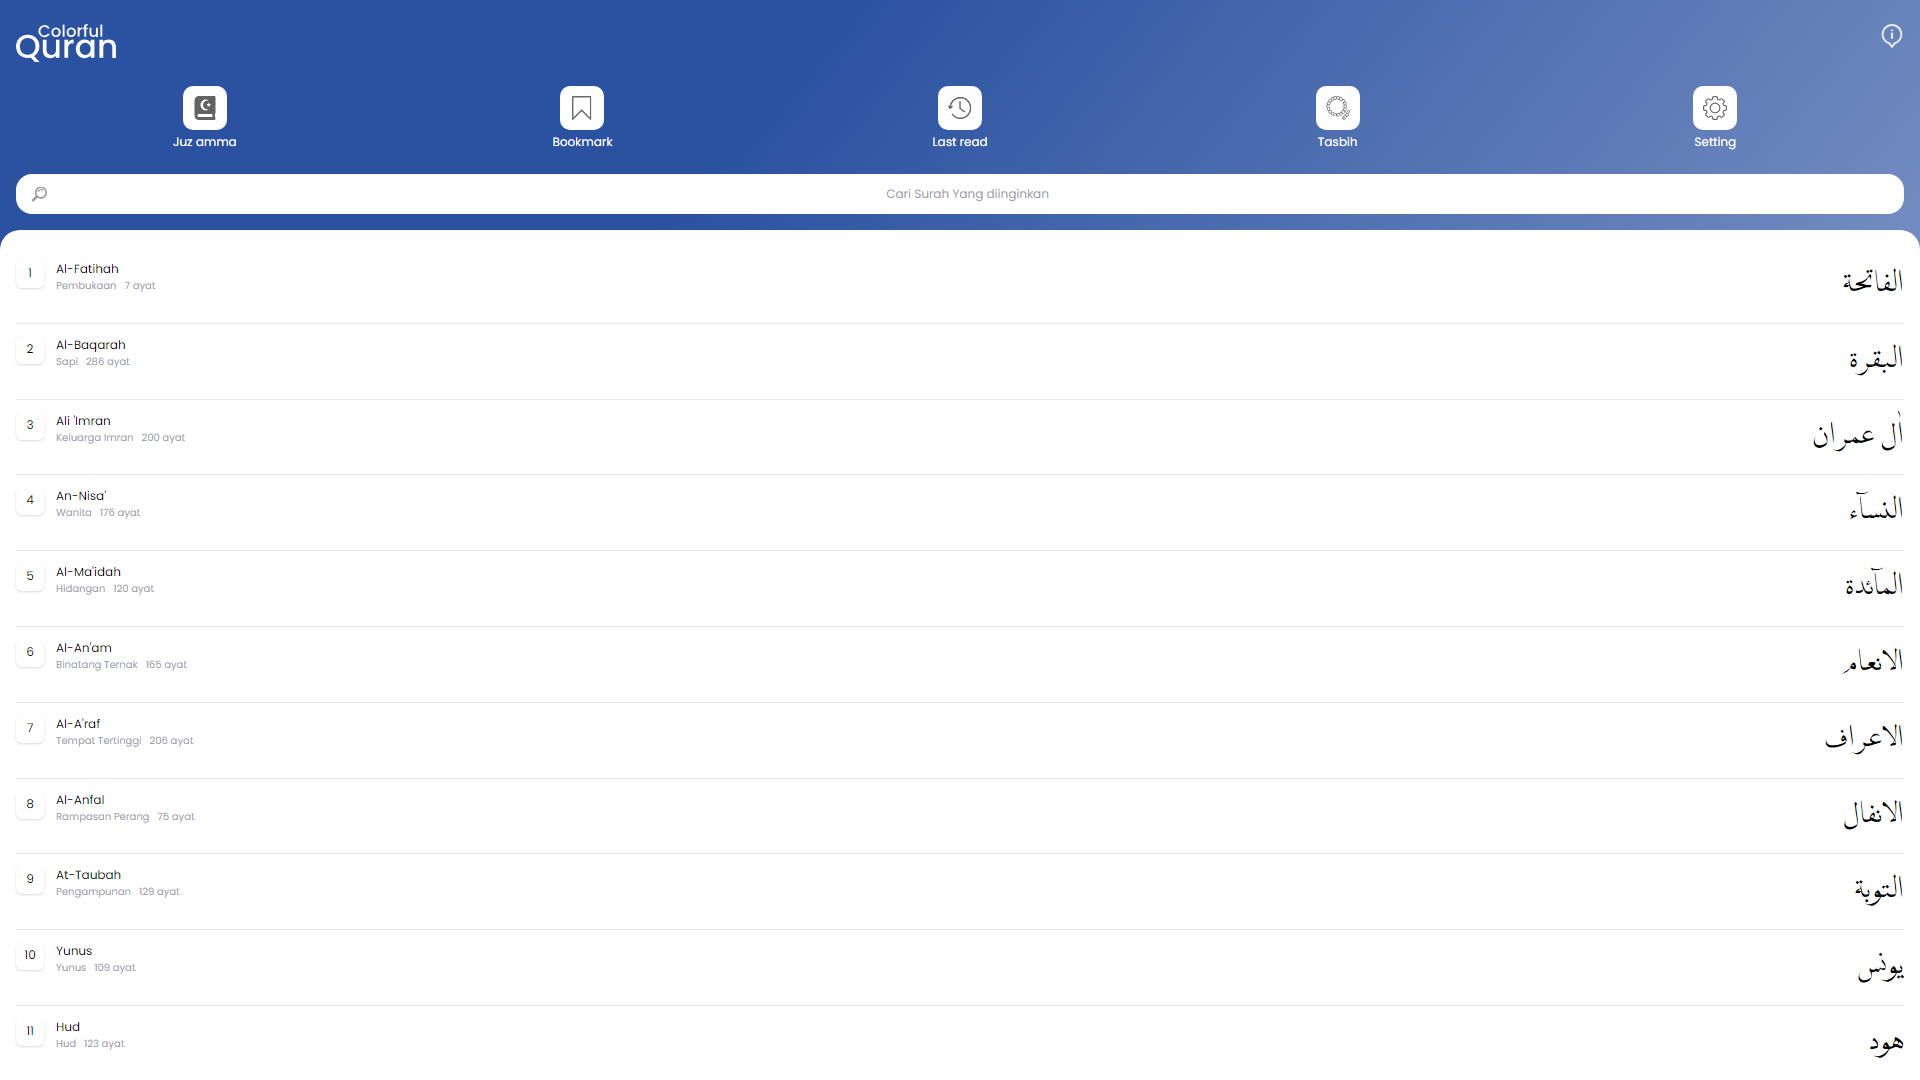 Colorful
Quran
Juz amma
Bookmark
Last read
Tasbih
Setting
Cari Surah Yang diinginkan
1
Al-Fatihah
Pembukaan 7 ayat
الفاتحة
2
Al-Baqarah
Sapi 286 ayat
البقرة
3
Ali 'Imran
Keluarga Imran 200 ayat
اٰل عمران
4
An-Nisa'
Wanita 176 ayat
النساۤء
5
Al-Ma'idah
Hidangan 120 ayat
الماۤئدة
6
Al-An'am
Binatang Ternak 165 ayat
الانعام
7
Al-A'raf
Tempat Tertinggi 206 ayat
الاعراف
8
Al-Anfal
Rampasan Perang 75 ayat
الانفال
9
At-Taubah
Pengampunan 129 ayat
التوبة
10
Yunus
Yunus 109 ayat
يونس
11
Hud
Hud 123 ayat
هود